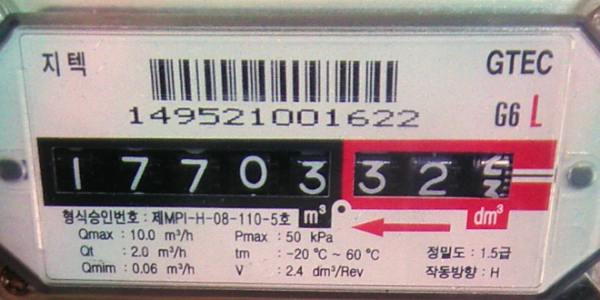 지텍 GTEC
149521001622 G6 L
17703 32
m³ dm³
형식승인번호 : 제MPI-H-08-110-5호
Qmax : 10.0 m³/h Pmax : 50 kPa
Qt : 2.0 m³/h tm : -20°C ~ 60°C 정밀도 : 1.5급
Qmim : 0.06 m³/h V : 2.4 dm³/Rev 작동방향 : H